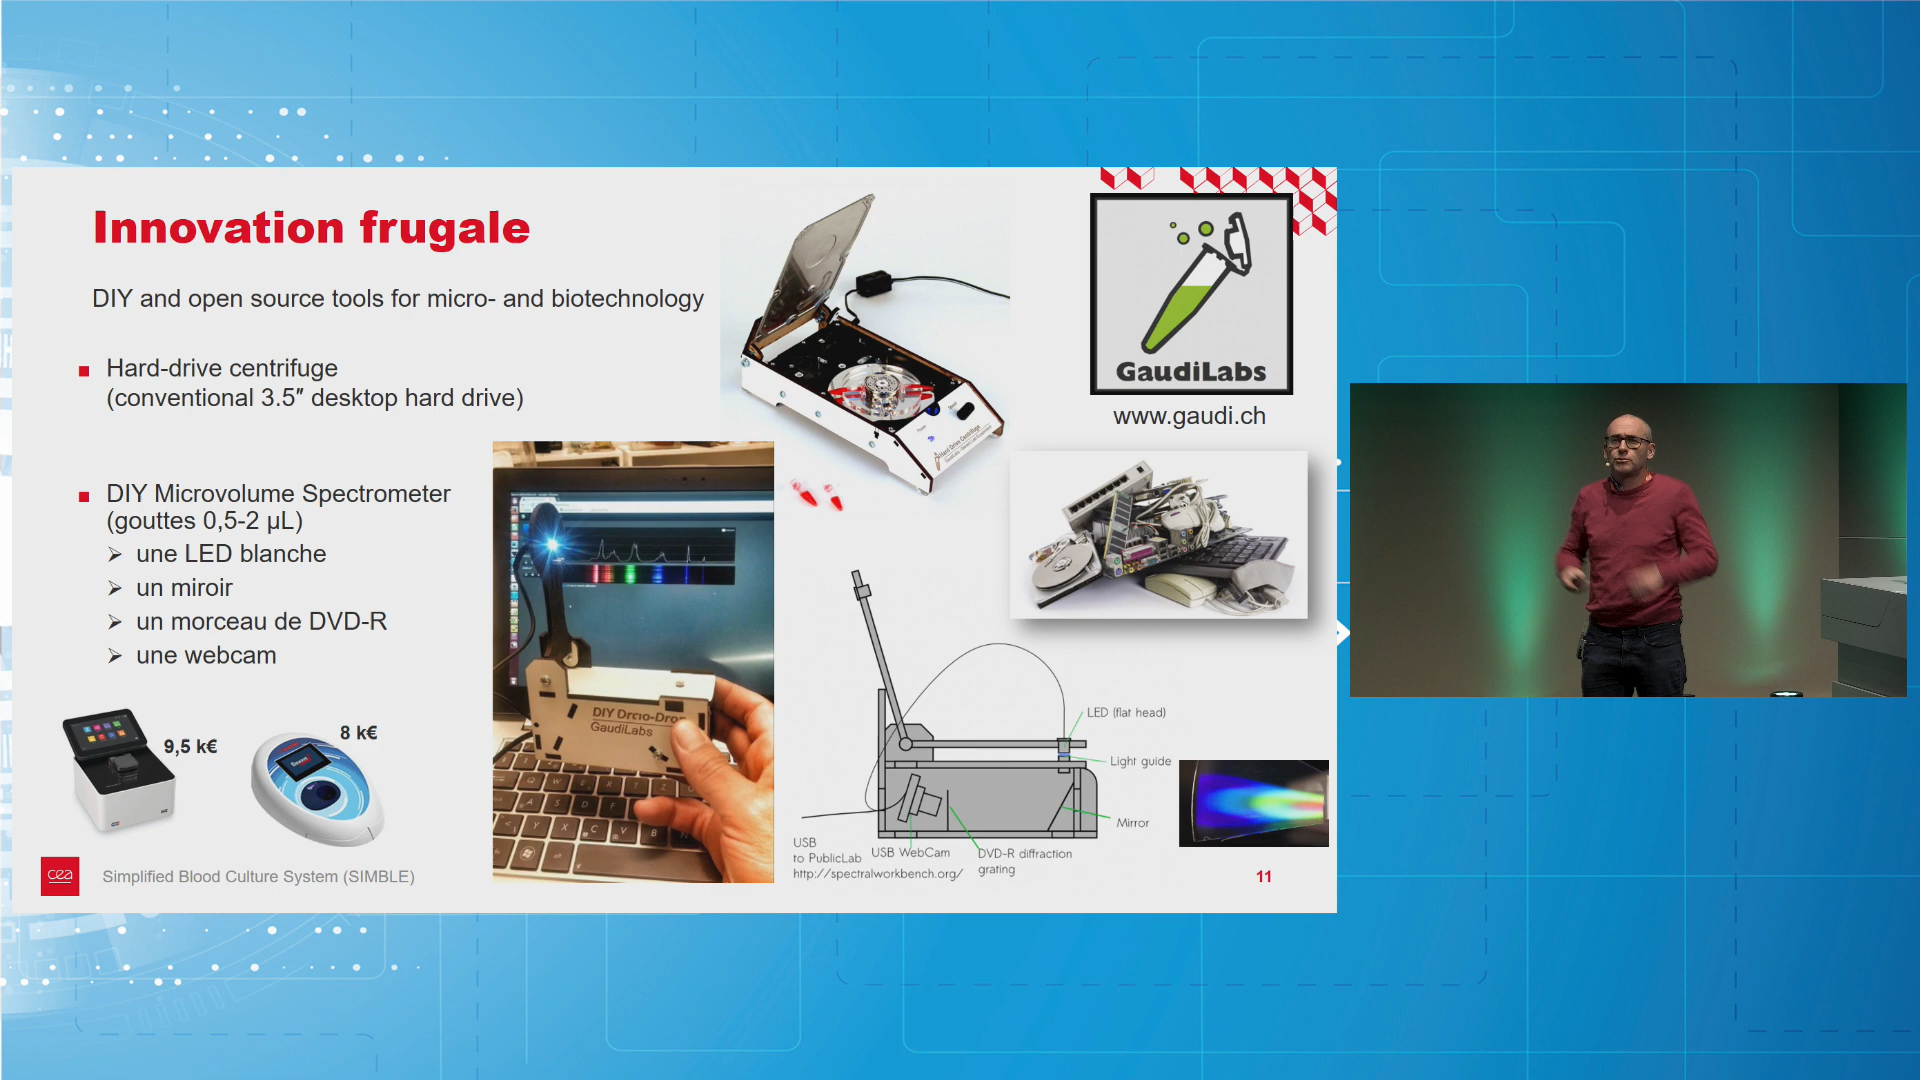 Innovation frugale
DIY and open source tools for micro- and biotechnology
■ Hard-drive centrifuge
(conventional 3.5″ desktop hard drive)
■ DIY Microvolume Spectrometer
(gouttes 0,5-2 µL)
➢ une LED blanche
➢ un miroir
➢ un morceau de DVD-R
➢ une webcam
9,5 k€
8 k€
DIY
GaudiLabs
GaudiLabs
www.gaudi.ch
LED (flat head)
Light guide
Mirror
USB
to PublicLab
http://spectralworkbench.org/
USB WebCam
DVD-R diffraction
grating
cea
Simplified Blood Culture System (SIMBLE)
11